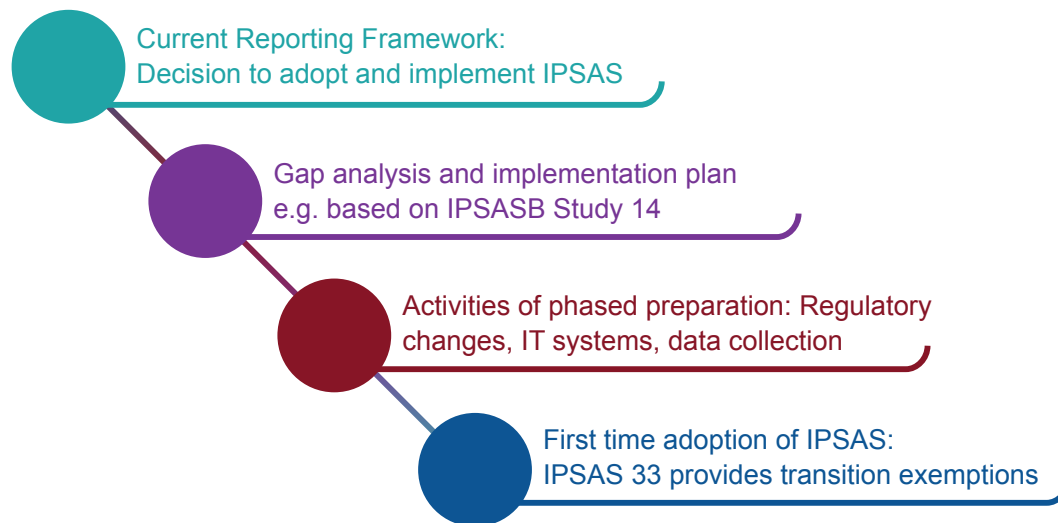 Current Reporting Framework:
Decision to adopt and implement IPSAS
Gap analysis and implementation plan
e.g. based on IPSASB Study 14
Activities of phased preparation: Regulatory
changes, IT systems, data collection
First time adoption of IPSAS:
IPSAS 33 provides transition exemptions